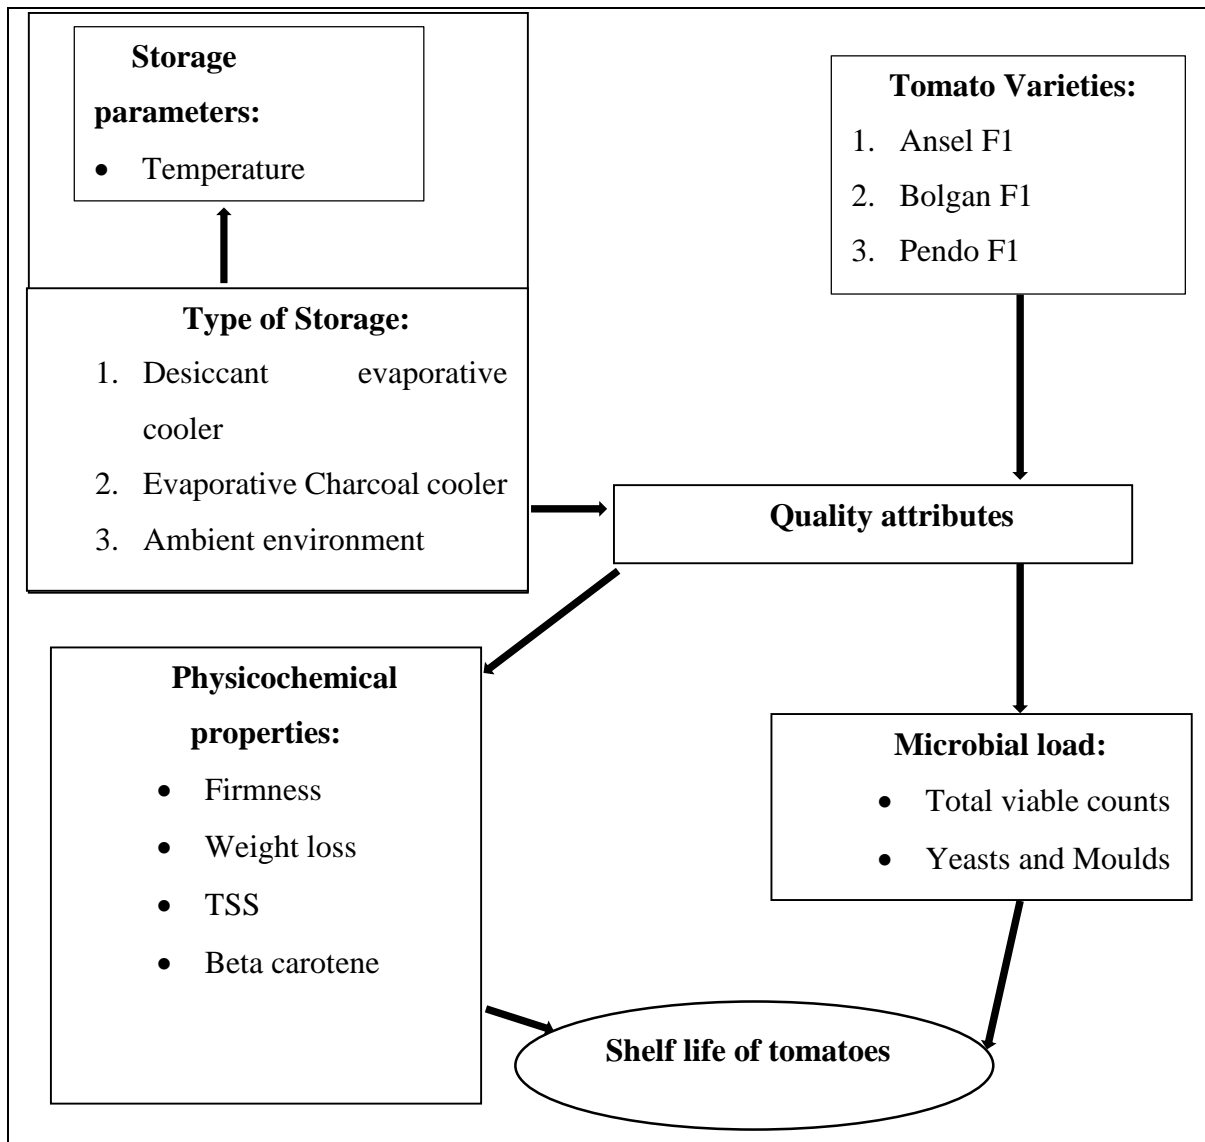 Storage
parameters:
• Temperature
Tomato Varieties:
1. Ansel F1
2. Bolgan F1
3. Pendo F1
Type of Storage:
1. Desiccant evaporative
cooler
2. Evaporative Charcoal cooler
3. Ambient environment
Quality attributes
Physicochemical
properties:
• Firmness
• Weight loss
• TSS
• Beta carotene
Microbial load:
• Total viable counts
• Yeasts and Moulds
Shelf life of tomatoes